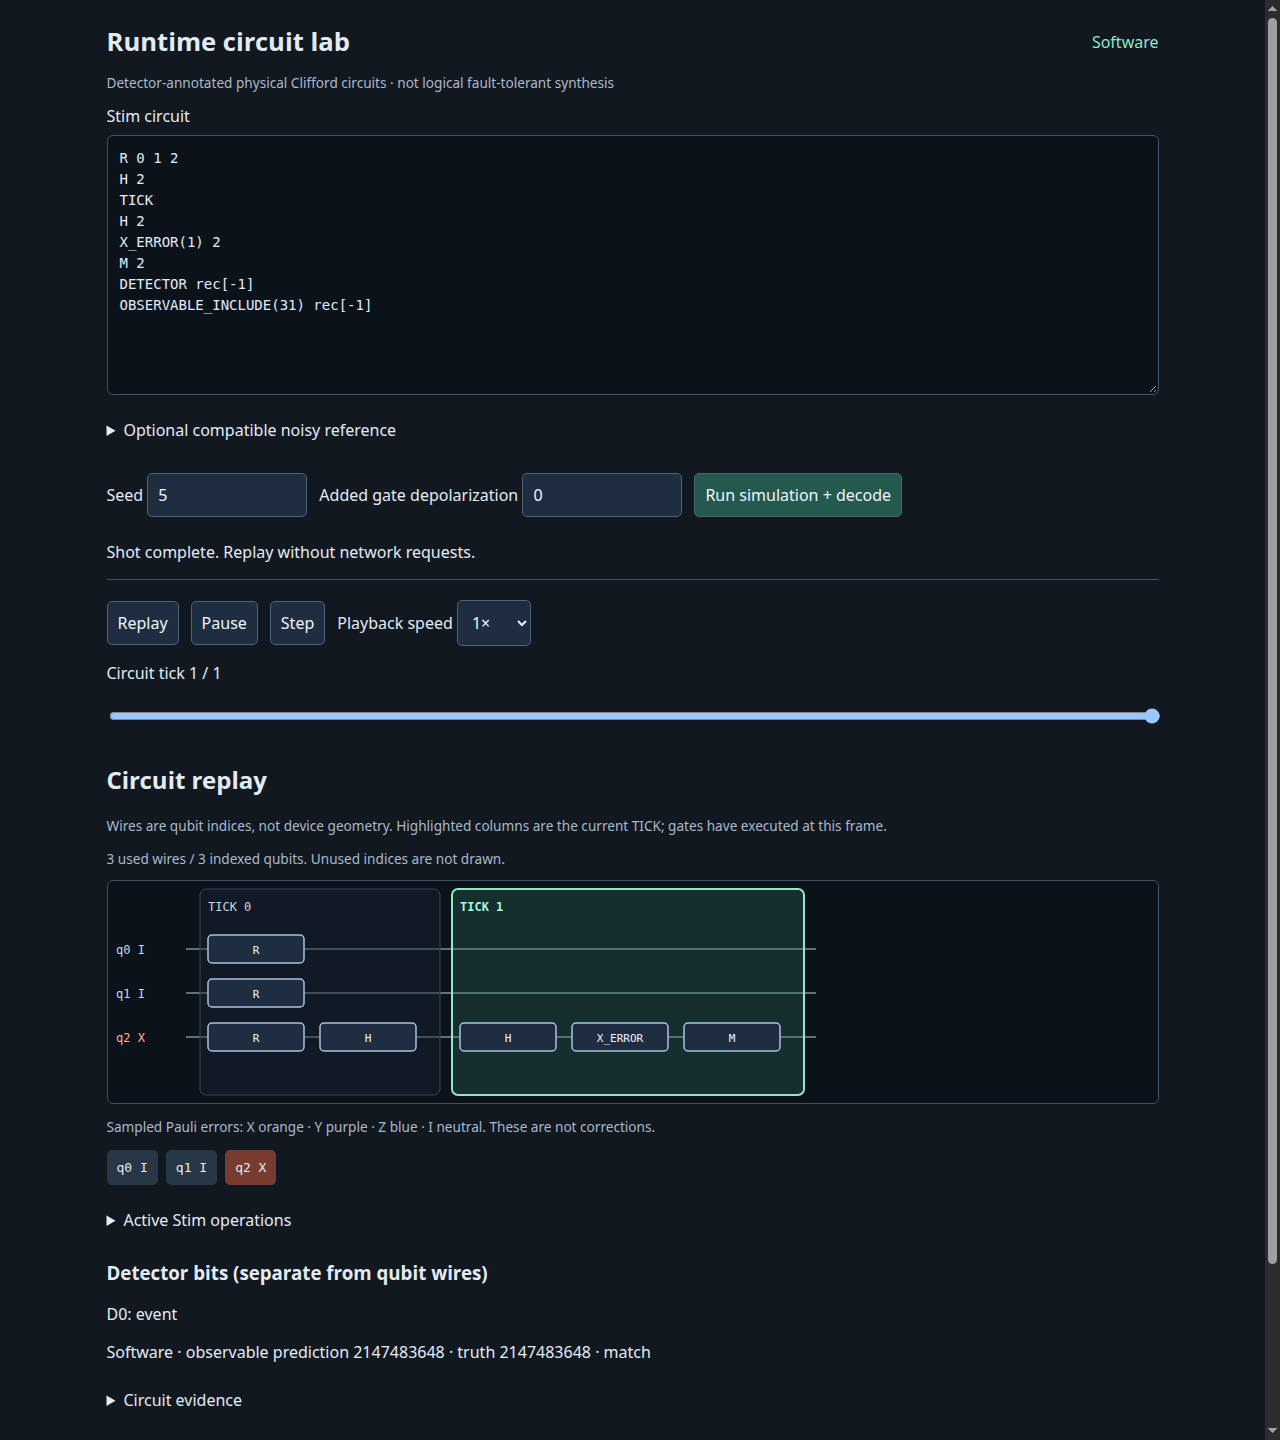 Runtime circuit lab
Software
Detector-annotated physical Clifford circuits · not logical fault-tolerant synthesis
Stim circuit
R 0 1 2
H 2
TICK
H 2
X_ERROR(1) 2
M 2
DETECTOR rec[-1]
OBSERVABLE_INCLUDE(31) rec[-1]
Optional compatible noisy reference
Seed 5 Added gate depolarization 0 Run simulation + decode
Shot complete. Replay without network requests.
Replay Pause Step Playback speed 1×
Circuit tick 1 / 1
Circuit replay
Wires are qubit indices, not device geometry. Highlighted columns are the current TICK; gates have executed at this frame.
3 used wires / 3 indexed qubits. Unused indices are not drawn.
TICK 0 TICK 1
q0 I R
q1 I R
q2 X R H H X_ERROR M
Sampled Pauli errors: X orange · Y purple · Z blue · I neutral. These are not corrections.
q0 I q1 I q2 X
Active Stim operations
Detector bits (separate from qubit wires)
D0: event
Software · observable prediction 2147483648 · truth 2147483648 · match
Circuit evidence